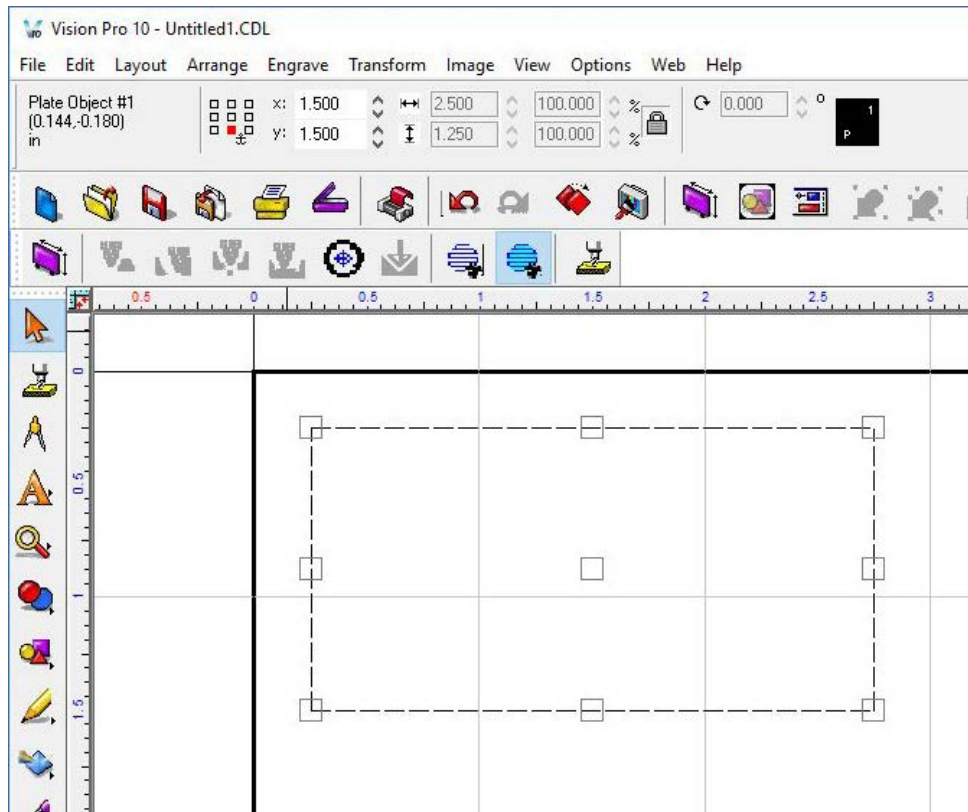 Vision Pro 10 - Untitled1.CDL
File Edit Layout Arrange Engrave Transform Image View Options Web Help
Plate Object #1 x: 1.500 2.500 100.000 % 0.000 ° 1
(0.144,-0.180)
in y: 1.500 1.250 100.000 % P
0.5 0 0.5 1 1.5 2 2.5 3
0
0.5
1
1.5